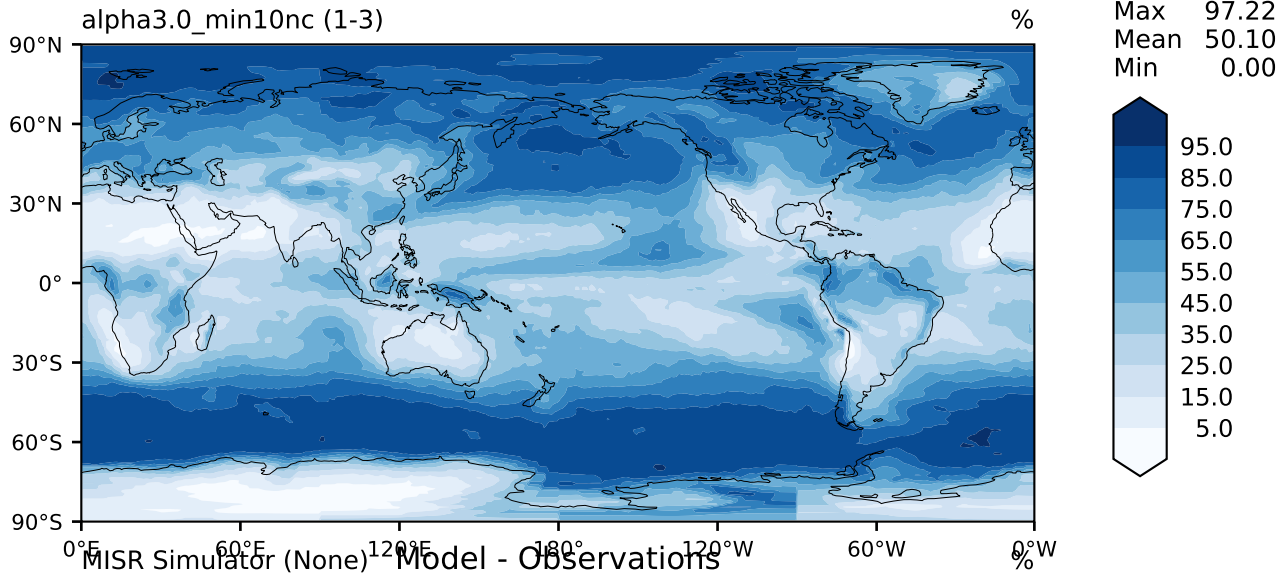 alpha3.0_min10nc (1-3) %
Max 97.22
Mean 50.10
Min 0.00
90°N
60°N
30°N
0°
30°S
60°S
90°S
95.0
85.0
75.0
65.0
55.0
45.0
35.0
25.0
15.0
5.0
0°E 60°E 120°E 180° 120°W 60°W 0°W
MISR Simulator (None) Model - Observations %